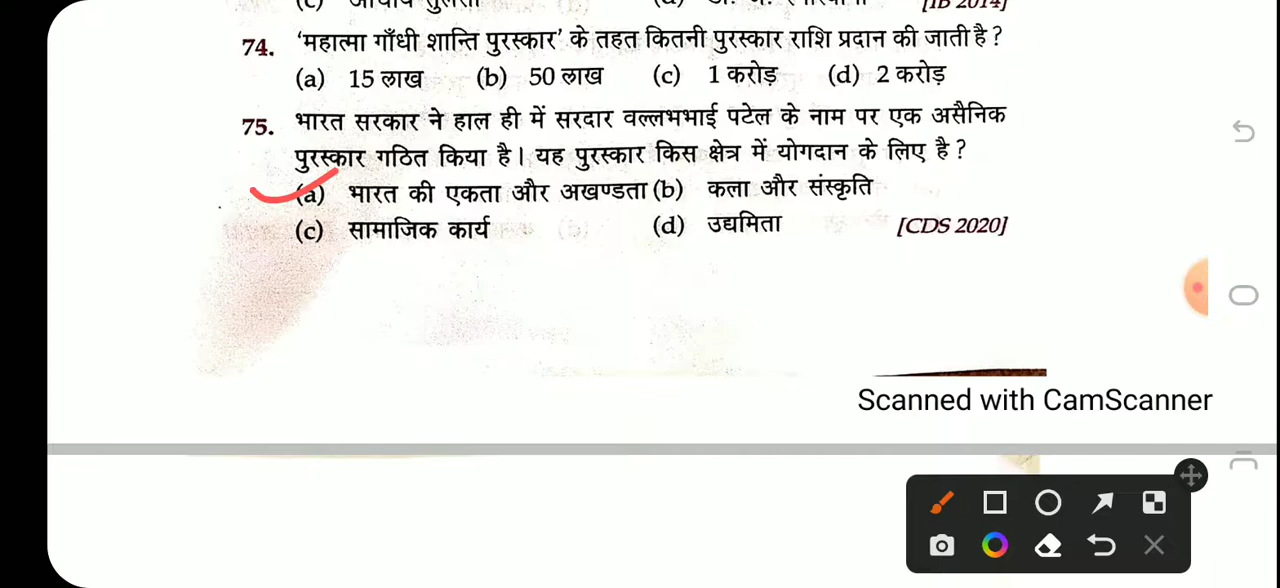 74. 'महात्मा गाँधी शान्ति पुरस्कार' के तहत कितनी पुरस्कार राशि प्रदान की जाती है ?
(a) 15 लाख (b) 50 लाख (c) 1 करोड़ (d) 2 करोड़
75. भारत सरकार ने हाल ही में सरदार वल्लभभाई पटेल के नाम पर एक असैनिक
पुरस्कार गठित किया है। यह पुरस्कार किस क्षेत्र में योगदान के लिए है ?
(a) भारत की एकता और अखण्डता (b) कला और संस्कृति
(c) सामाजिक कार्य (d) उद्यमिता [CDS 2020]
Scanned with CamScanner